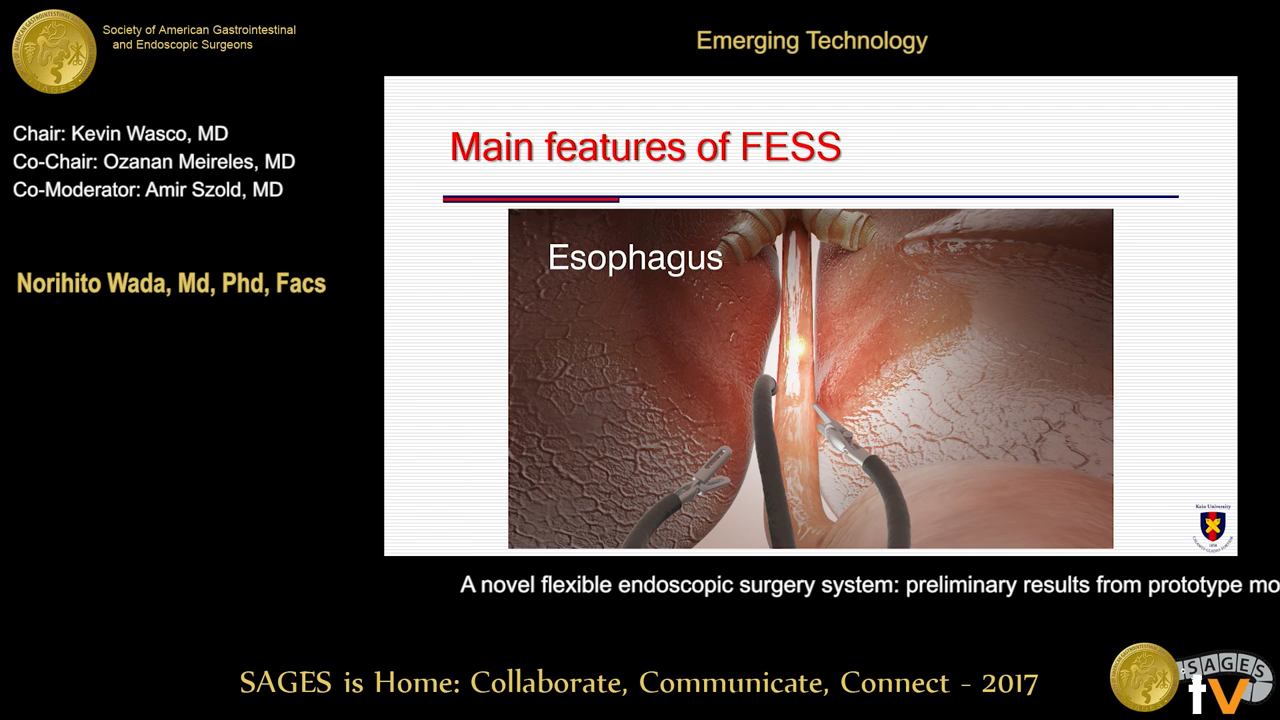 Society of American Gastrointestinal
and Endoscopic Surgeons
Emerging Technology
Chair: Kevin Wasco, MD
Co-Chair: Ozanan Meireles, MD
Co-Moderator: Amir Szold, MD
Norihito Wada, Md, Phd, Facs
Main features of FESS
Esophagus
Keio University
A novel flexible endoscopic surgery system: preliminary results from prototype mo
SAGES is Home: Collaborate, Communicate, Connect - 2017
SAGES
tv